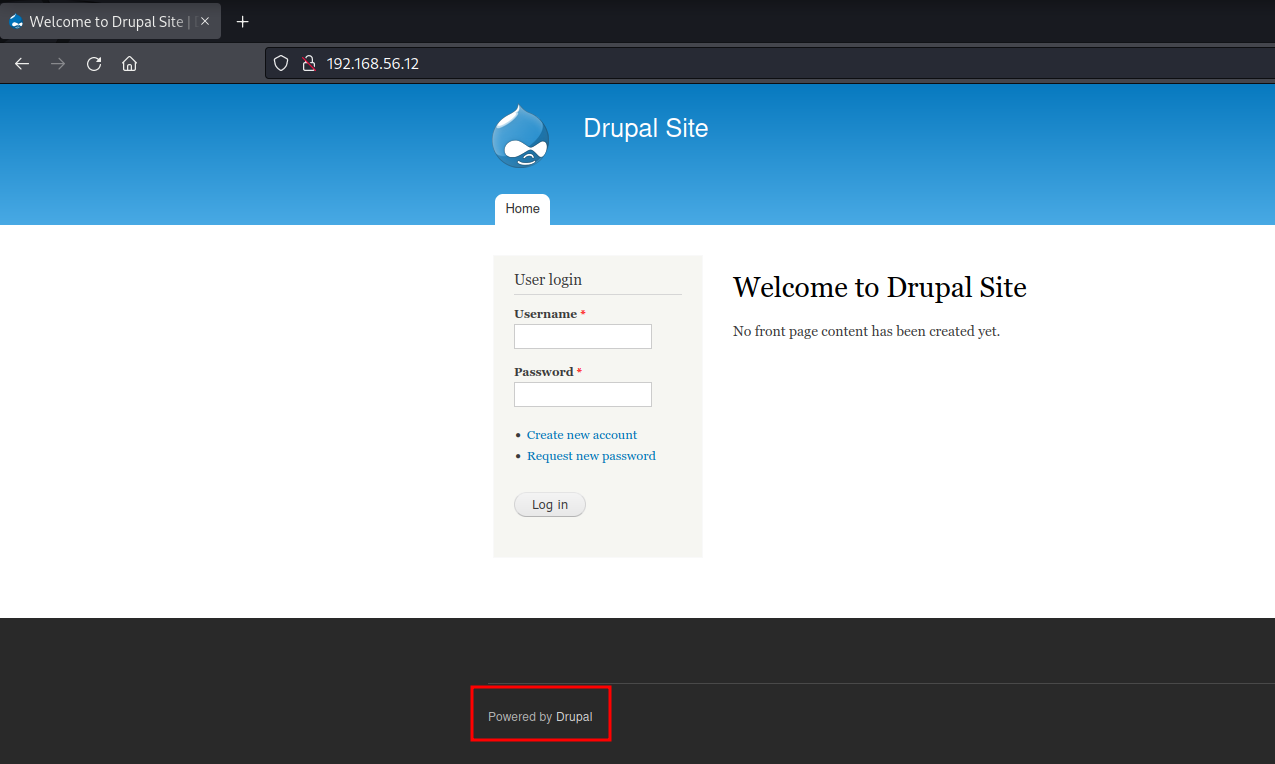 Welcome to Drupal Site |
192.168.56.12
Drupal Site
Home
User login
Username *
Password *
Create new account
Request new password
Log in
Welcome to Drupal Site
No front page content has been created yet.
Powered by Drupal